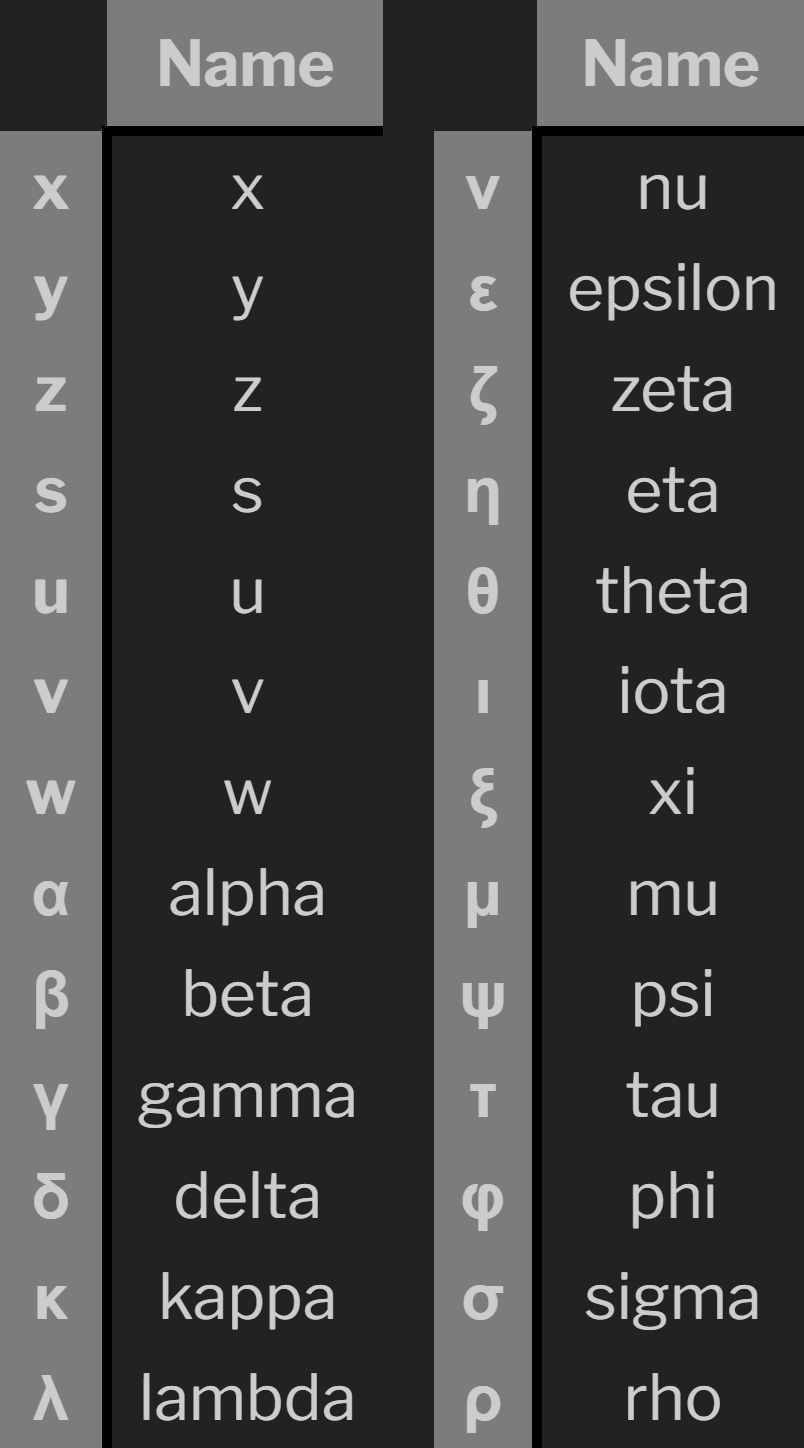 Name Name
x x ν nu
y y ε epsilon
z z ζ zeta
s s η eta
u u θ theta
v v ι iota
w w ξ xi
α alpha μ mu
β beta ψ psi
γ gamma τ tau
δ delta φ phi
κ kappa σ sigma
λ lambda ρ rho